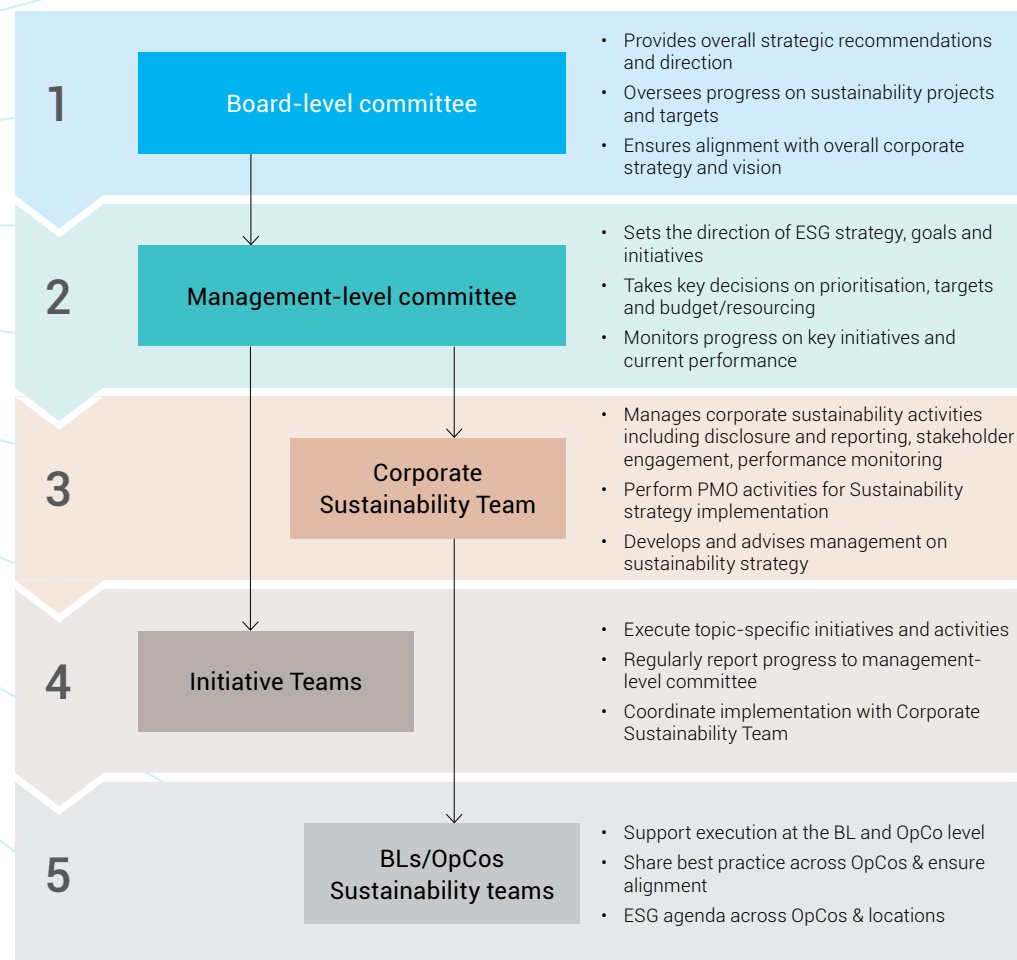 1
Board-level committee
• Provides overall strategic recommendations
and direction
• Oversees progress on sustainability projects
and targets
• Ensures alignment with overall corporate
strategy and vision
2
Management-level committee
• Sets the direction of ESG strategy, goals and
initiatives
• Takes key decisions on prioritisation, targets
and budget/resourcing
• Monitors progress on key initiatives and
current performance
3
Corporate
Sustainability Team
• Manages corporate sustainability activities
including disclosure and reporting, stakeholder
engagement, performance monitoring
• Perform PMO activities for Sustainability
strategy implementation
• Develops and advises management on
sustainability strategy
4
Initiative Teams
• Execute topic-specific initiatives and activities
• Regularly report progress to management-
level committee
• Coordinate implementation with Corporate
Sustainability Team
5
BLs/OpCos
Sustainability teams
• Support execution at the BL and OpCo level
• Share best practice across OpCos & ensure
alignment
• ESG agenda across OpCos & locations